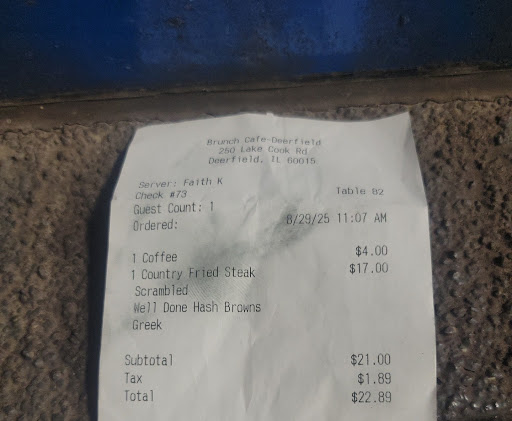 Brunch Cafe-Deerfield
250 Lake Cook Rd
Deerfield, IL 60015
Server: Faith K
Check #73 Table 82
Guest Count: 1
Ordered: 8/29/25 11:07 AM
1 Coffee $4.00
1 Country Fried Steak $17.00
Scrambled
Well Done Hash Browns
Greek
Subtotal $21.00
Tax $1.89
Total $22.89